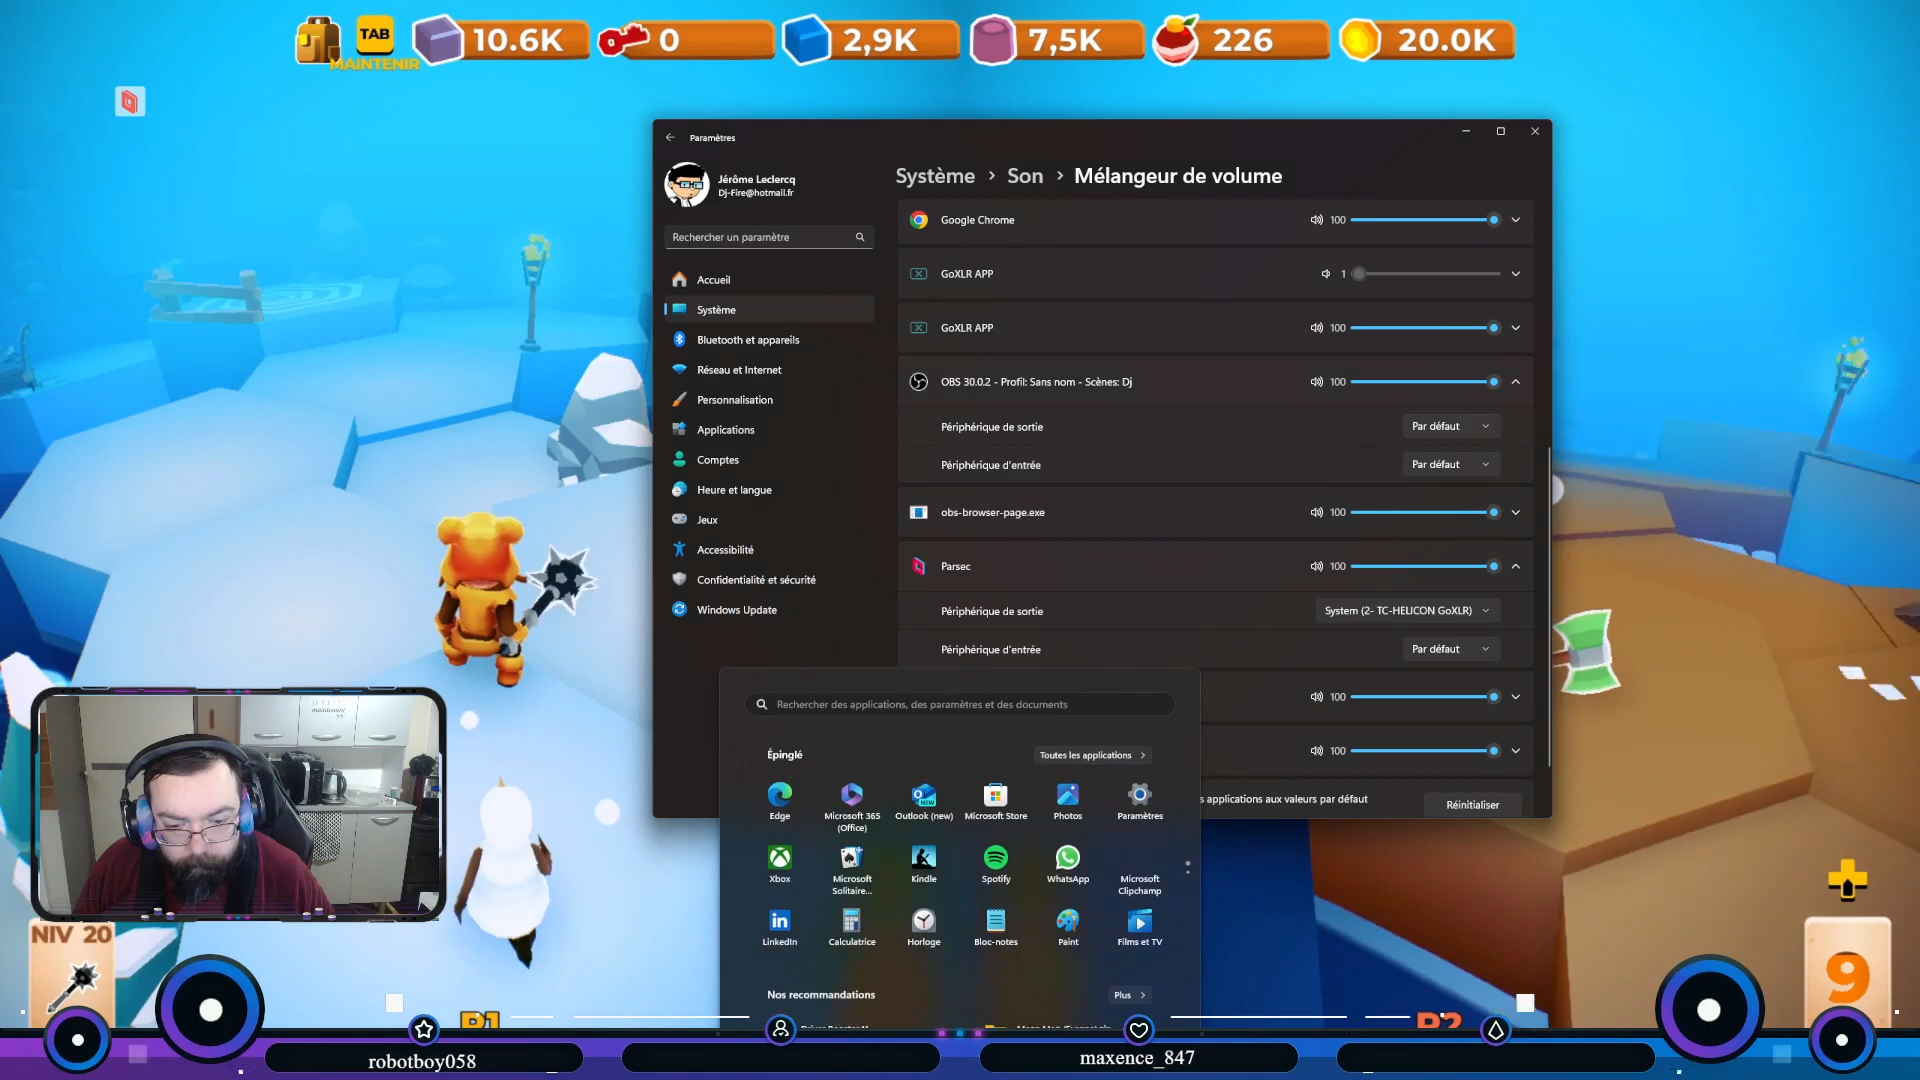 TAB
MAINTENIR
10.6K
0
2,9K
7,5K
226
20.0K
Paramètres
Jérôme Leclercq
Dj-Fire@hotmail.fr
Rechercher un paramètre
Accueil
Système
Bluetooth et appareils
Réseau et Internet
Personnalisation
Applications
Comptes
Heure et langue
Jeux
Accessibilité
Confidentialité et sécurité
Windows Update
Système > Son > Mélangeur de volume
Google Chrome 100
GoXLR APP 1
GoXLR APP 100
OBS 30.0.2 - Profil: Sans nom - Scènes: Dj 100
Périphérique de sortie Par défaut
Périphérique d'entrée Par défaut
obs-browser-page.exe 100
Parsec 100
Périphérique de sortie System (2- TC-HELICON GoXLR)
Périphérique d'entrée Par défaut
100
100
s applications aux valeurs par défaut Réinitialiser
Rechercher des applications, des paramètres et des documents
Épinglé Toutes les applications >
Edge
Microsoft 365 (Office)
Outlook (new)
Microsoft Store
Photos
Paramètres
Xbox
Microsoft Solitaire...
Kindle
Spotify
WhatsApp
Microsoft Clipchamp
LinkedIn
Calculatrice
Horloge
Bloc-notes
Paint
Films et TV
Nos recommandations Plus >
maintenant
NIV 20
9
robotboy058
maxence_847